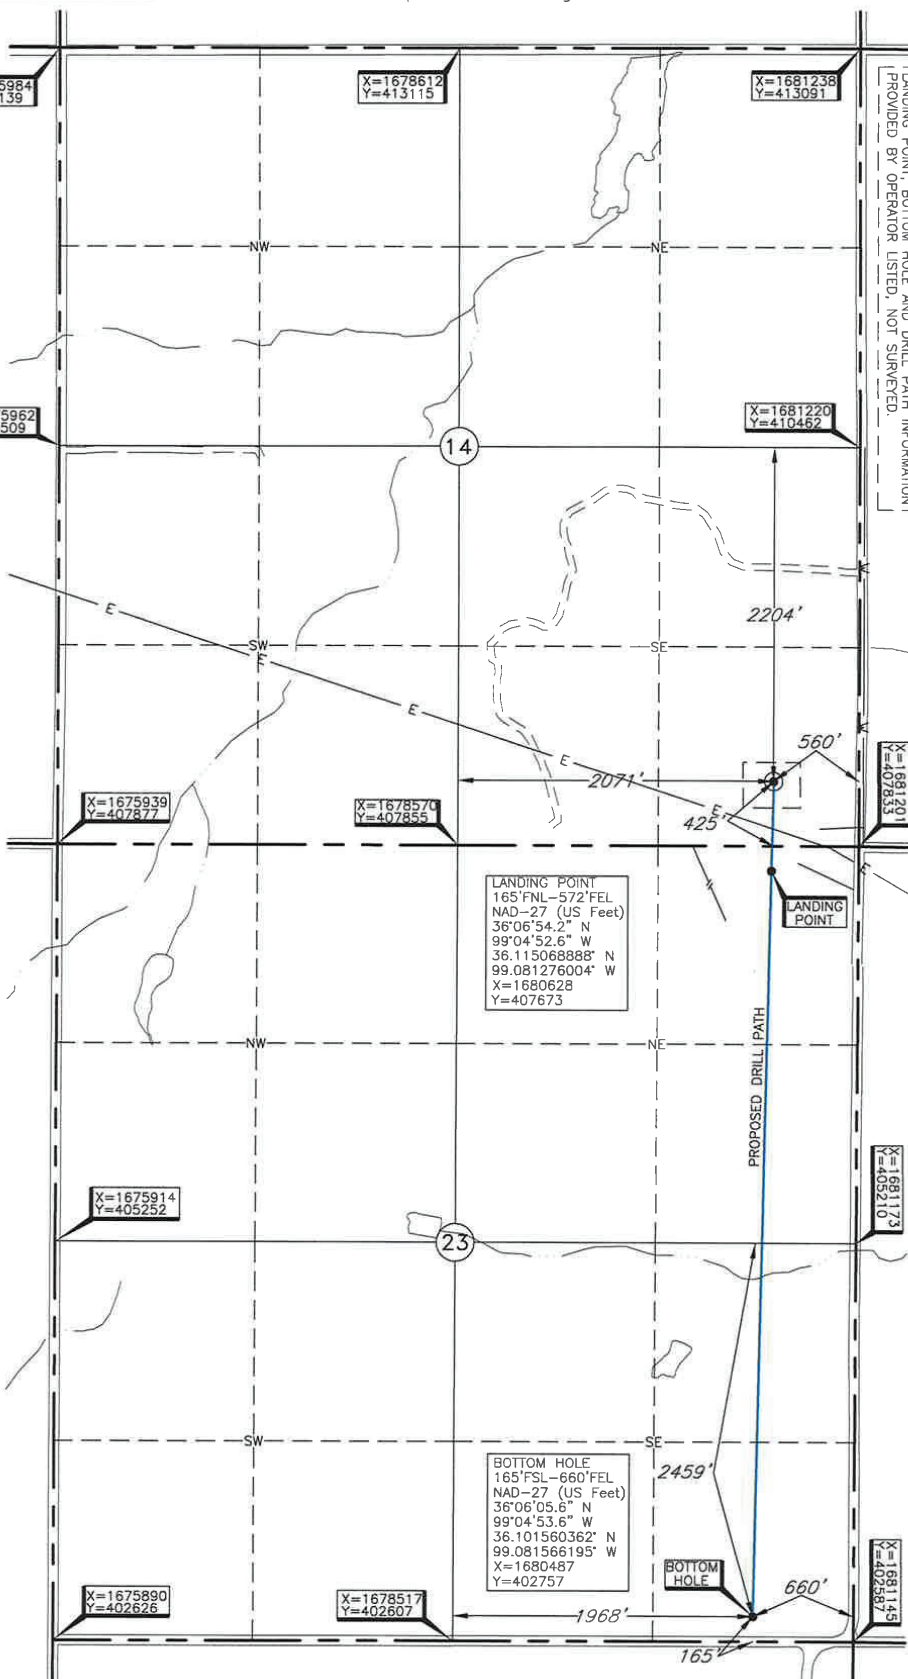 X=1678612
Y=413115
X=1681238
Y=413091
5984
139
LANDING POINT, BOTTOM HOLE AND DRILL PATH INFORMATION
PROVIDED BY OPERATOR LISTED, NOT SURVEYED.
NW
NE
5962
509
X=1681220
Y=410462
14
E
2204'
SW
E
SE
E
560'
E
2071'
X=1681201
Y=407833
X=1675939
Y=407877
X=1678570
Y=407855
E
425'
E
LANDING POINT
165'FNL-572'FEL
NAD-27 (US Feet)
36°06'54.2" N
99°04'52.6" W
36.115068888° N
99.081276004° W
X=1680628
Y=407673
LANDING
POINT
PROPOSED DRILL PATH
NW
NE
X=1675914
Y=405252
X=1681173
Y=405210
23
SW
SE
BOTTOM HOLE
165'FSL-660'FEL
NAD-27 (US Feet)
36°06'05.6" N
99°04'53.6" W
36.101560362° N
99.081566195° W
X=1680487
Y=402757
2459'
BOTTOM
HOLE
660'
X=1681145
Y=402587
X=1675890
Y=402626
X=1678517
Y=402607
1968'
165'